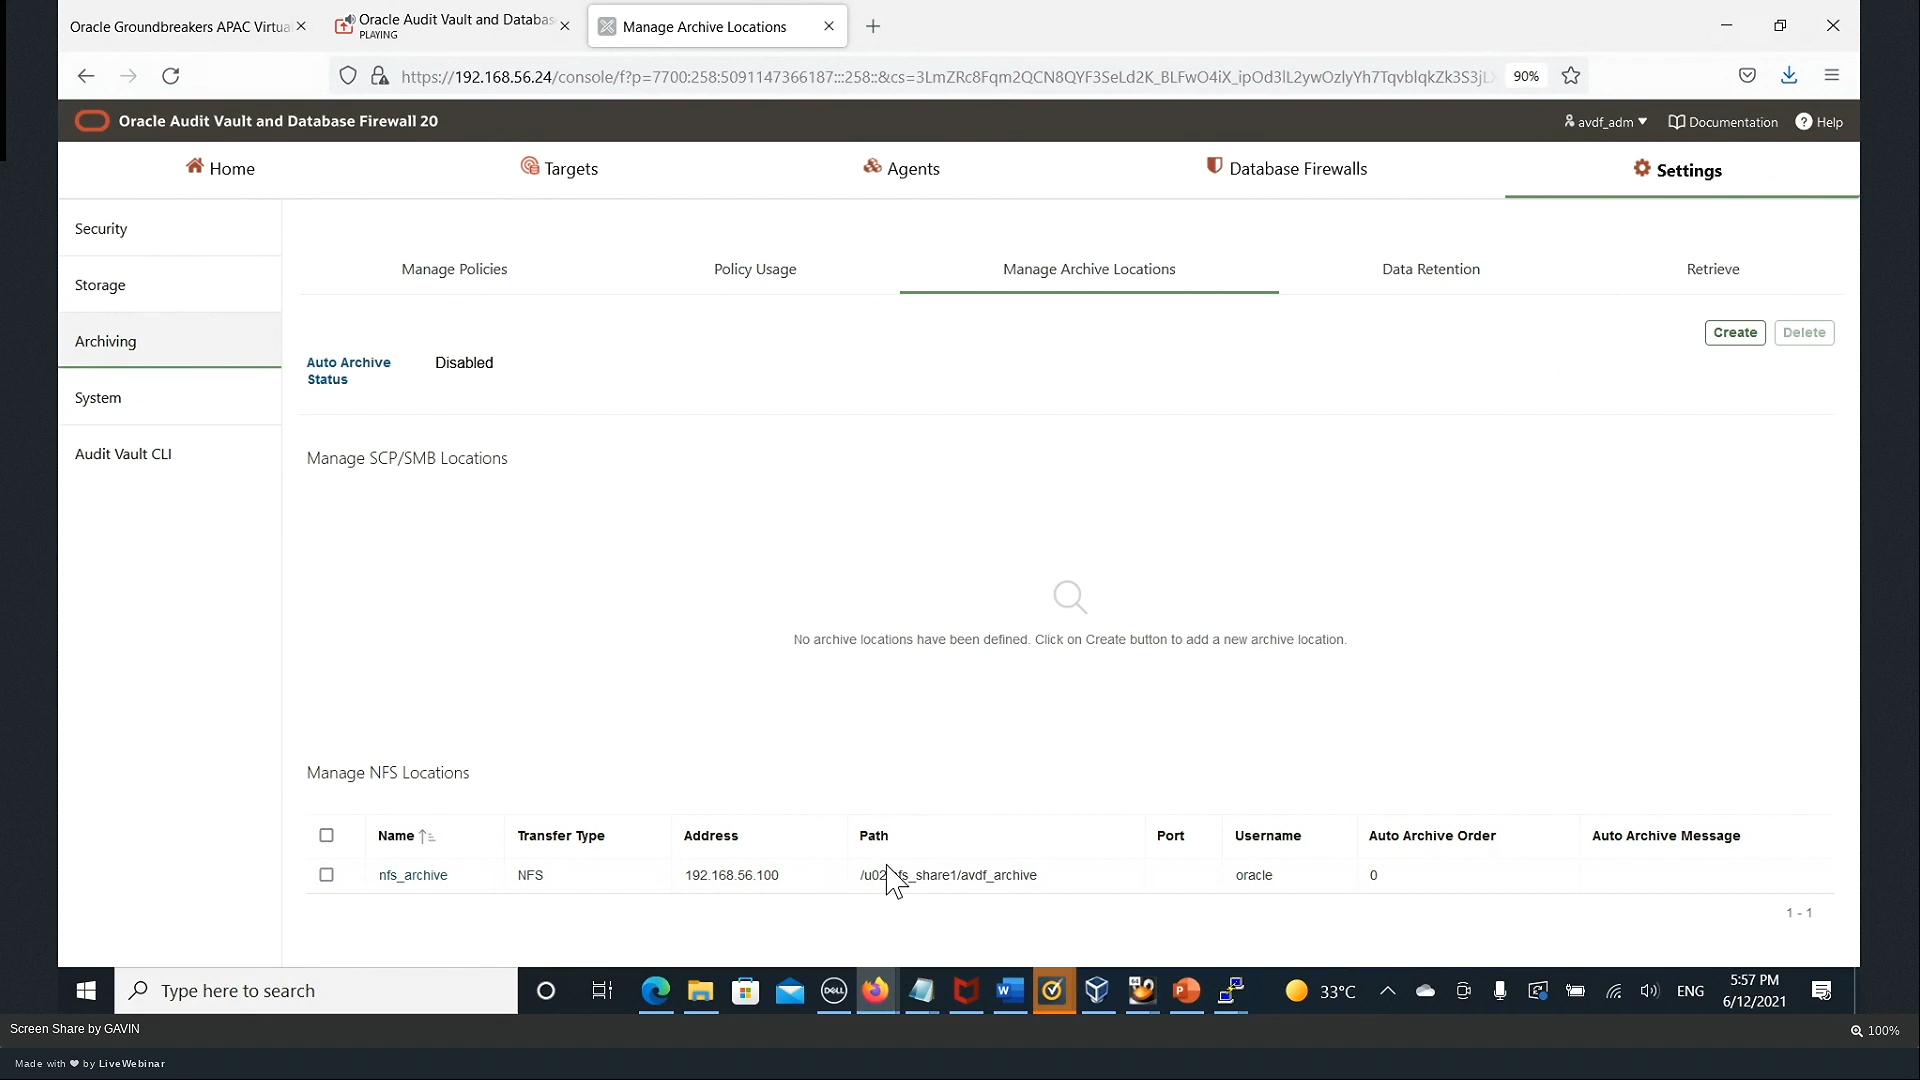 Oracle Groundbreakers APAC Virtua
Oracle Audit Vault and Databas
PLAYING
Manage Archive Locations
https://192.168.56.24/console/f?p=7700:258:5091147366187:::258::&cs=3LmZRc8Fqm2QCN8QYF3SeLd2K_BLFwO4iX_ipOd3lL2ywOzlyYh7TqvblqkZk3S3jL
90%
Oracle Audit Vault and Database Firewall 20
avdf_adm
Documentation
? Help
Home
Targets
Agents
Database Firewalls
Settings
Security
Storage
Archiving
System
Audit Vault CLI
Manage Policies
Policy Usage
Manage Archive Locations
Data Retention
Retrieve
Create
Delete
Auto Archive Status
Disabled
Manage SCP/SMB Locations
No archive locations have been defined. Click on Create button to add a new archive location.
Manage NFS Locations
Name Transfer Type Address Path Port Username Auto Archive Order Auto Archive Message
nfs_archive NFS 192.168.56.100 /u02 fs_share1/avdf_archive oracle 0
1 - 1
Type here to search
DELL
33°C
ENG
5:57 PM
6/12/2021
Screen Share by GAVIN
100%
Made with ❤ by LiveWebinar